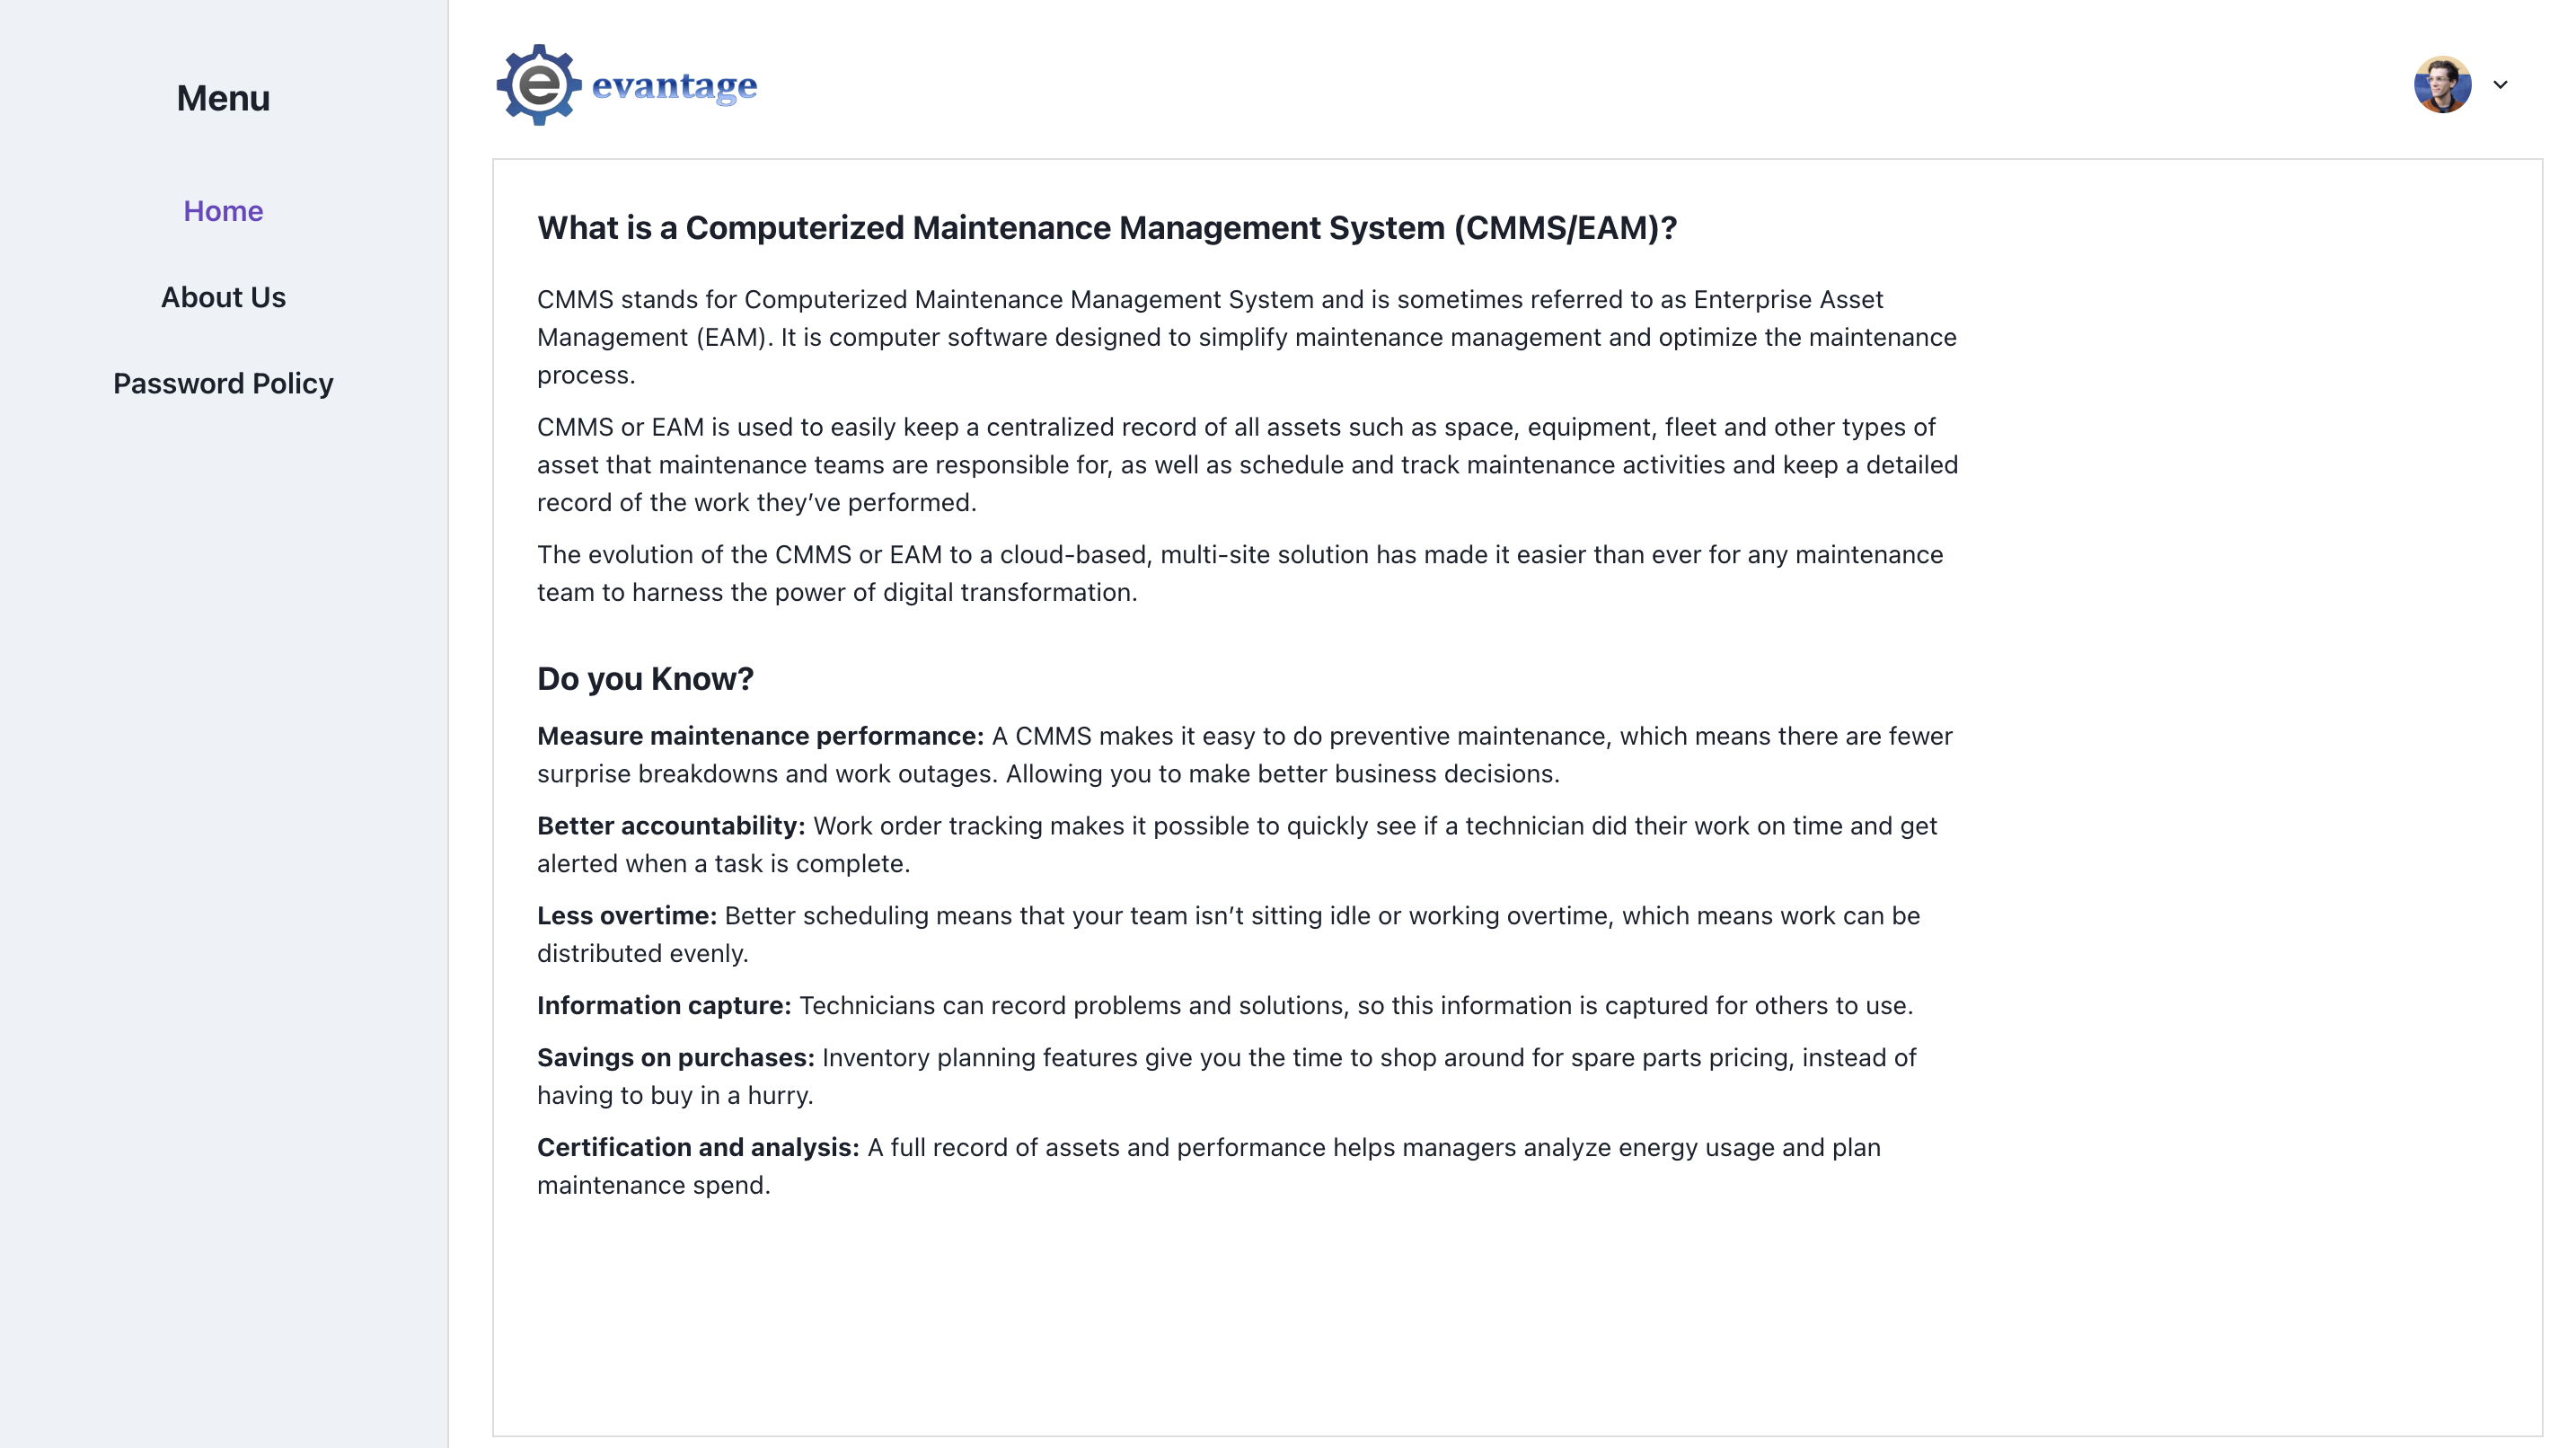 Menu
Home
About Us
Password Policy
evantage
What is a Computerized Maintenance Management System (CMMS/EAM)?
CMMS stands for Computerized Maintenance Management System and is sometimes referred to as Enterprise Asset
Management (EAM). It is computer software designed to simplify maintenance management and optimize the maintenance
process.
CMMS or EAM is used to easily keep a centralized record of all assets such as space, equipment, fleet and other types of
asset that maintenance teams are responsible for, as well as schedule and track maintenance activities and keep a detailed
record of the work they’ve performed.
The evolution of the CMMS or EAM to a cloud-based, multi-site solution has made it easier than ever for any maintenance
team to harness the power of digital transformation.
Do you Know?
Measure maintenance performance: A CMMS makes it easy to do preventive maintenance, which means there are fewer
surprise breakdowns and work outages. Allowing you to make better business decisions.
Better accountability: Work order tracking makes it possible to quickly see if a technician did their work on time and get
alerted when a task is complete.
Less overtime: Better scheduling means that your team isn’t sitting idle or working overtime, which means work can be
distributed evenly.
Information capture: Technicians can record problems and solutions, so this information is captured for others to use.
Savings on purchases: Inventory planning features give you the time to shop around for spare parts pricing, instead of
having to buy in a hurry.
Certification and analysis: A full record of assets and performance helps managers analyze energy usage and plan
maintenance spend.